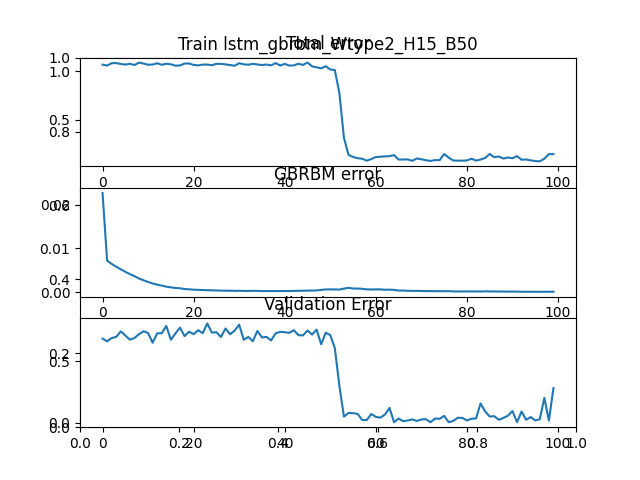 Train lstm_gbrbm_Wtype2_H15_B50
Total error
1.0
1.0
0.5
0.8
0 20 40 60 80 100
GBRBM error
0.02
0.6
0.01
0.4
0.00
0 20 40 60 80 100
Validation Error
0.2
0.5
0.0
0.0
0.0 0 0.2 20 0.4 40 0.6 60 0.8 80 100 1.0